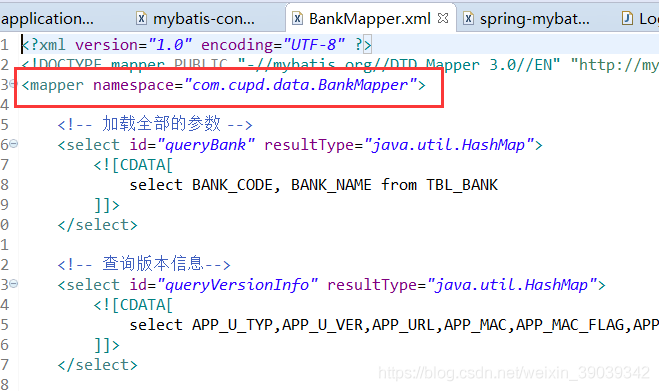 application...
mybatis-con...
BankMapper.xml
spring-mybat...
Lo
1 <?xml version="1.0" encoding="UTF-8" ?>
2 <!DOCTYPE mapper PUBLIC "-//mybatis.org//DTD Mapper 3.0//EN" "http://my
3 <mapper namespace="com.cupd.data.BankMapper">
4
5 <!-- 加载全部的参数 -->
6 <select id="queryBank" resultType="java.util.HashMap">
7 <![CDATA[
8 select BANK_CODE, BANK_NAME from TBL_BANK
9 ]]>
0 </select>
1
2 <!-- 查询版本信息-->
3 <select id="queryVersionInfo" resultType="java.util.HashMap">
4 <![CDATA[
5 select APP_U_TYP,APP_U_VER,APP_URL,APP_MAC,APP_MAC_FLAG,APP
6 ]]>
7 </select>
8
https://blog.csdn.net/weixin_39039342